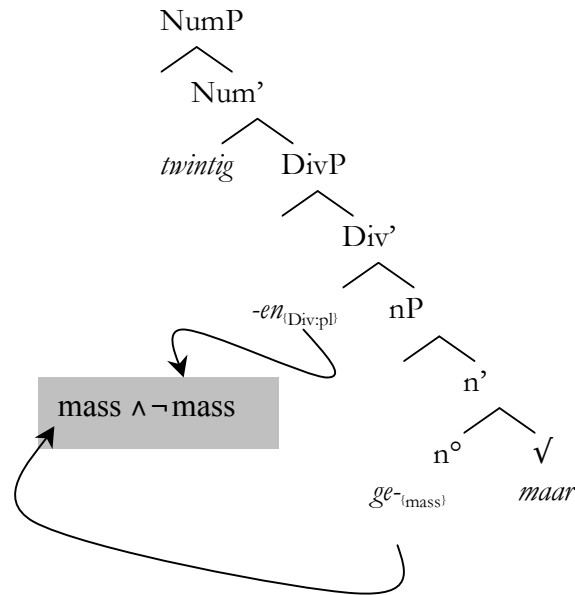 NumP
Num’
twintig DivP
Div’
-en{Div:pl} nP
mass ∧ ¬ mass n’
n° √
ge-{mass} maar